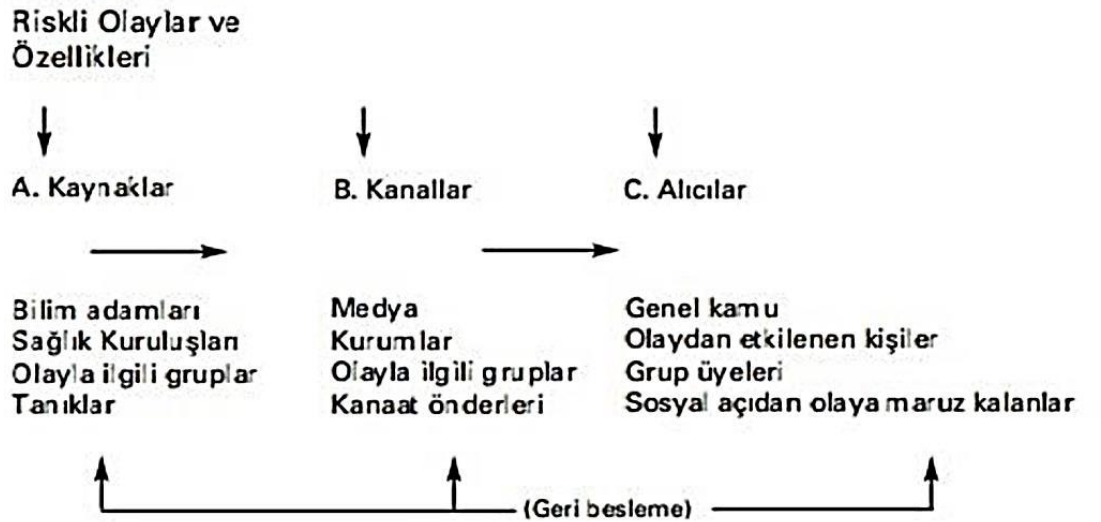 Riskli Olaylar ve
Özellikleri
A. Kaynaklar
B. Kanallar
C. Alıcılar
Bilim adamları
Sağlık Kuruluşları
Olayla ilgili gruplar
Tanıklar
Medya
Kurumlar
Olayla ilgili gruplar
Kanaat önderleri
Genel kamu
Olaydan etkilenen kişiler
Grup üyeleri
Sosyal açıdan olaya maruz kalanlar
(Geri besleme)